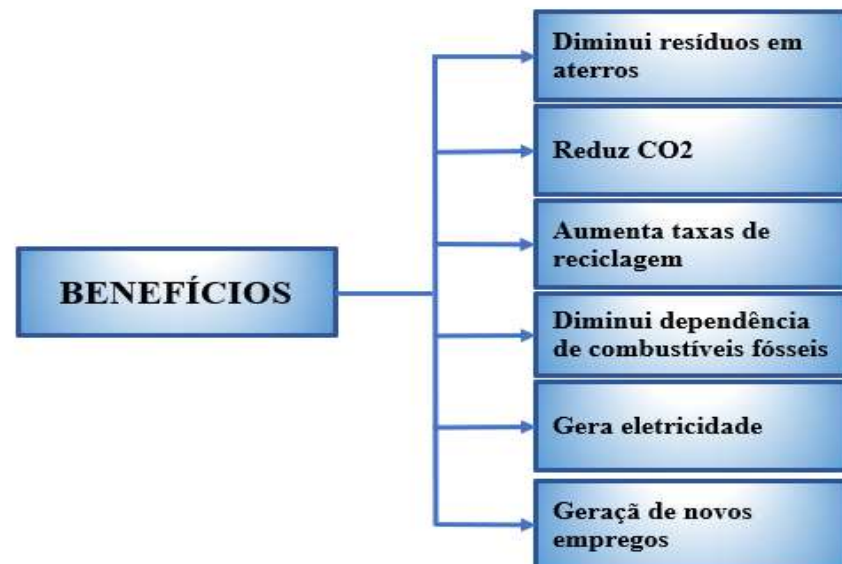 Diminui resíduos em
aterros
Reduz CO2
Aumenta taxas de
reciclagem
BENEFÍCIOS
Diminui dependência
de combustíveis fósseis
Gera eletricidade
Geraçã de novos
empregos